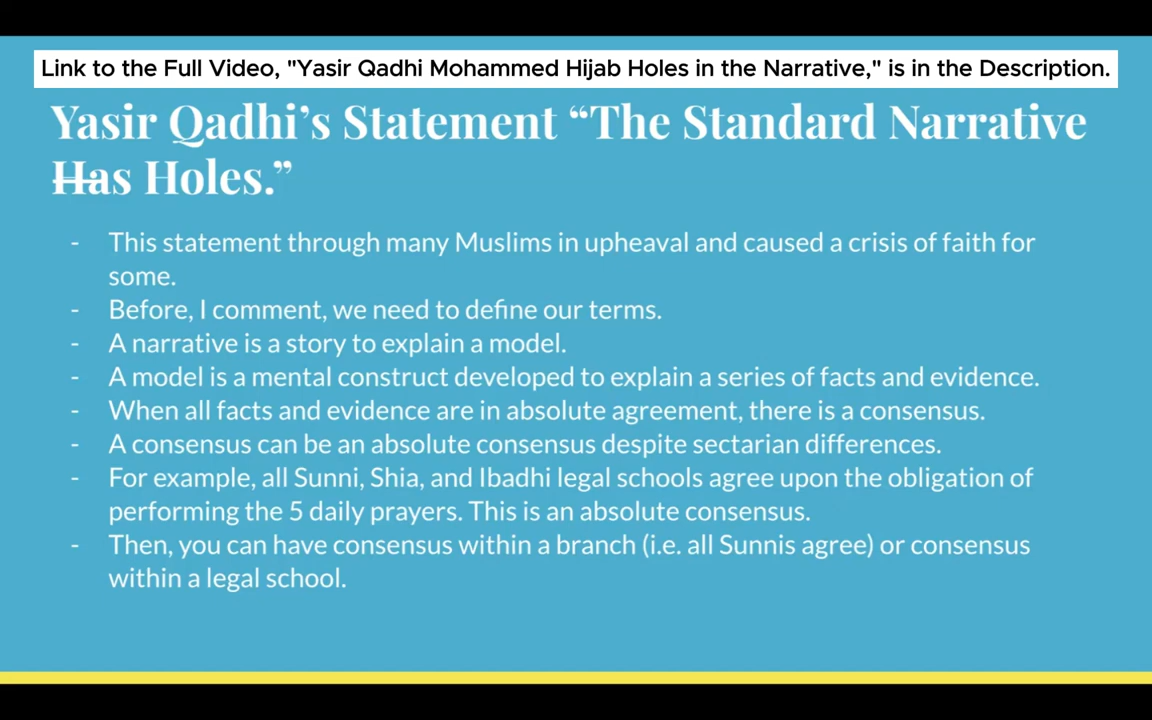 Link to the Full Video, "Yasir Qadhi Mohammed Hijab Holes in the Narrative," is in the Description.
Yasir Qadhi’s Statement “The Standard Narrative
Has Holes.”
- This statement through many Muslims in upheaval and caused a crisis of faith for
some.
- Before, I comment, we need to define our terms.
- A narrative is a story to explain a model.
- A model is a mental construct developed to explain a series of facts and evidence.
- When all facts and evidence are in absolute agreement, there is a consensus.
- A consensus can be an absolute consensus despite sectarian differences.
- For example, all Sunni, Shia, and Ibadhi legal schools agree upon the obligation of
performing the 5 daily prayers. This is an absolute consensus.
- Then, you can have consensus within a branch (i.e. all Sunnis agree) or consensus
within a legal school.